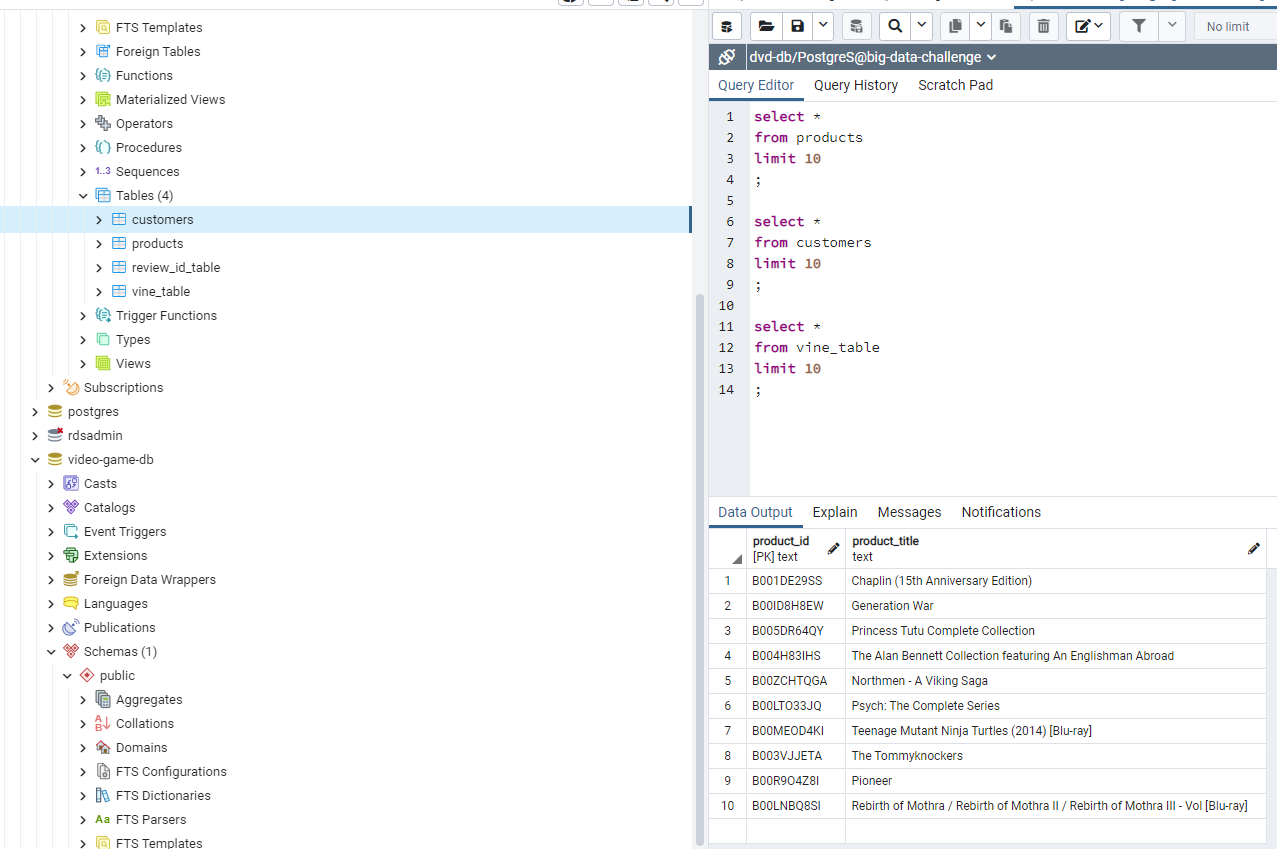 FTS Templates
Foreign Tables
Functions
Materialized Views
Operators
Procedures
1..3 Sequences
Tables (4)
customers
products
review_id_table
vine_table
Trigger Functions
Types
Views
Subscriptions
postgres
rdsadmin
video-game-db
Casts
Catalogs
Event Triggers
Extensions
Foreign Data Wrappers
Languages
Publications
Schemas (1)
public
Aggregates
Collations
Domains
FTS Configurations
FTS Dictionaries
Aa FTS Parsers
FTS Templates
No limit
dvd-db/PostgreS@big-data-challenge
Query Editor Query History Scratch Pad
1 select *
2 from products
3 limit 10
4 ;
5
6 select *
7 from customers
8 limit 10
9 ;
10
11 select *
12 from vine_table
13 limit 10
14 ;
Data Output Explain Messages Notifications
product_id product_title
[PK] text text
1 B001DE29SS Chaplin (15th Anniversary Edition)
2 B00ID8H8EW Generation War
3 B005DR64QY Princess Tutu Complete Collection
4 B004H83IHS The Alan Bennett Collection featuring An Englishman Abroad
5 B00ZCHTQGA Northmen - A Viking Saga
6 B00LTO33JQ Psych: The Complete Series
7 B00MEOD4KI Teenage Mutant Ninja Turtles (2014) [Blu-ray]
8 B003VJJETA The Tommyknockers
9 B00R9O4Z8I Pioneer
10 B00LNBQ8SI Rebirth of Mothra / Rebirth of Mothra II / Rebirth of Mothra III - Vol [Blu-ray]